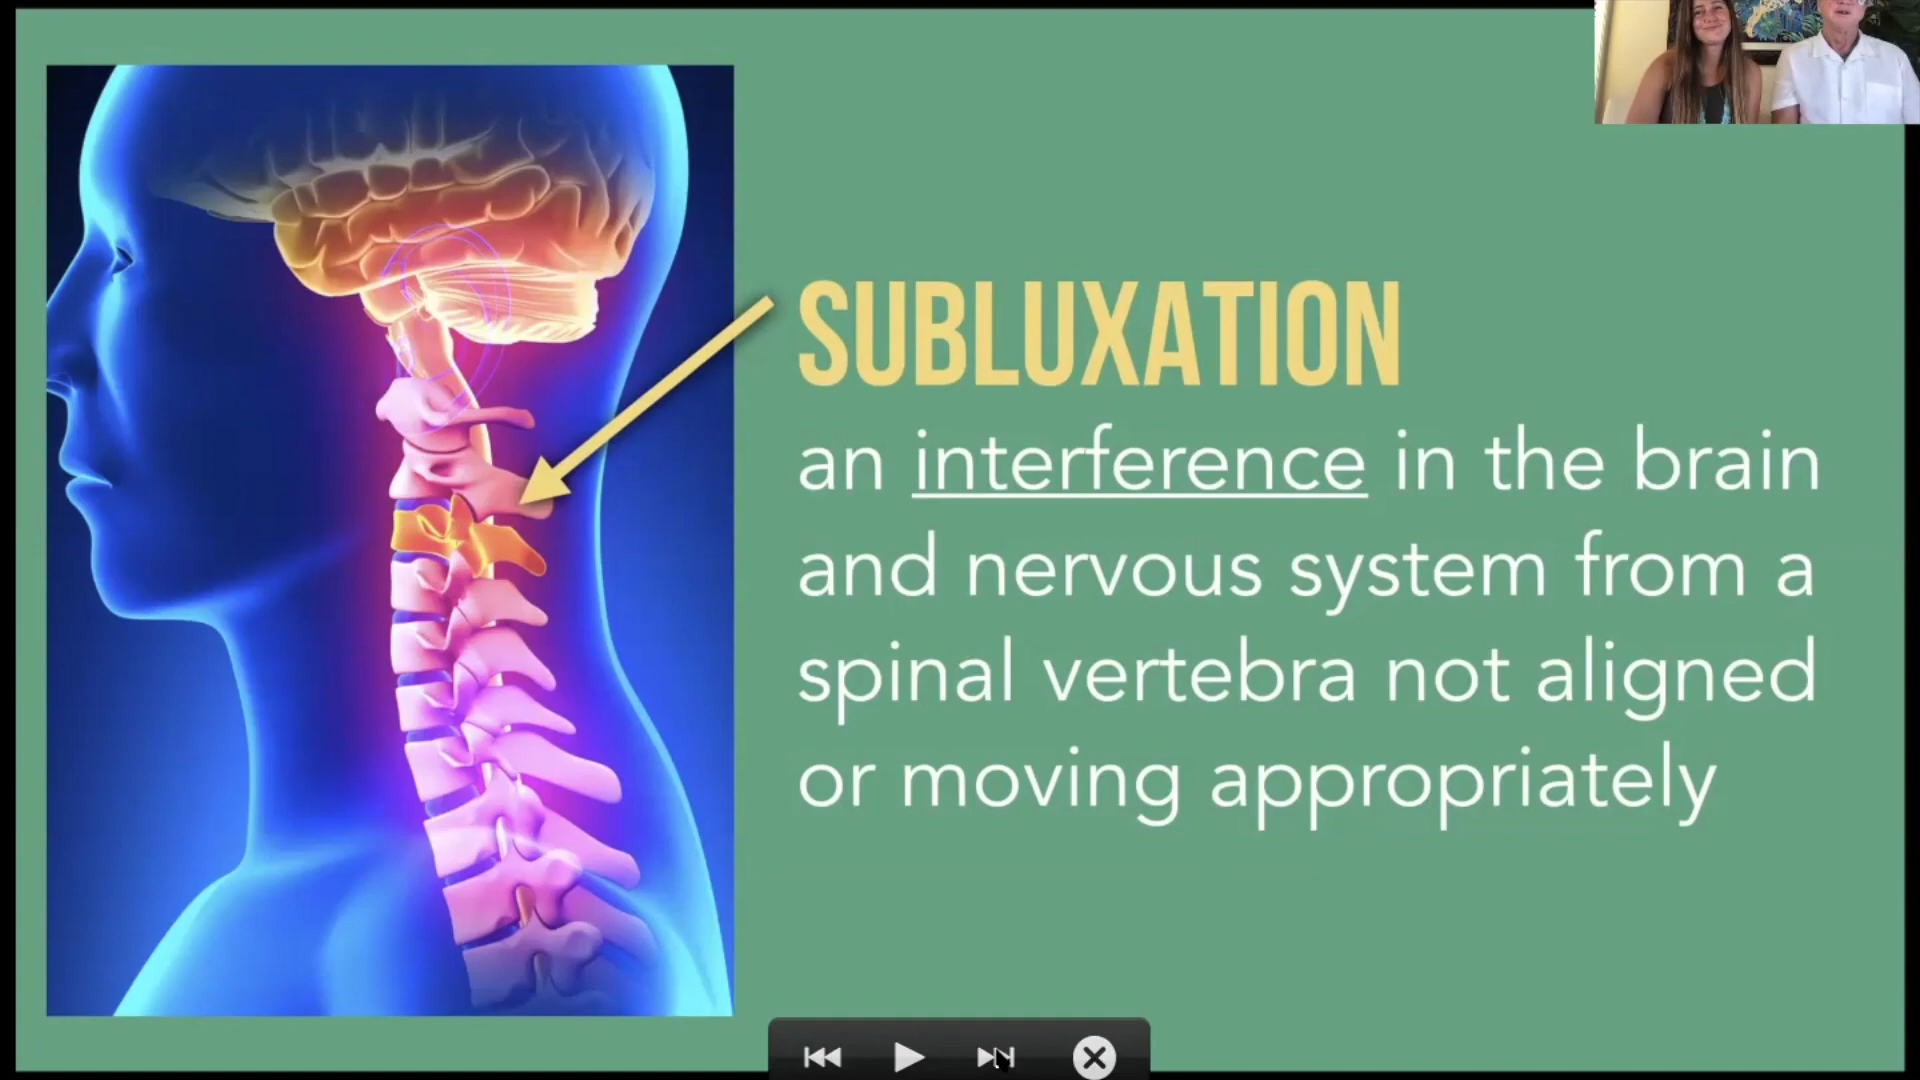 SUBLUXATION
an interference in the brain
and nervous system from a
spinal vertebra not aligned
or moving appropriately